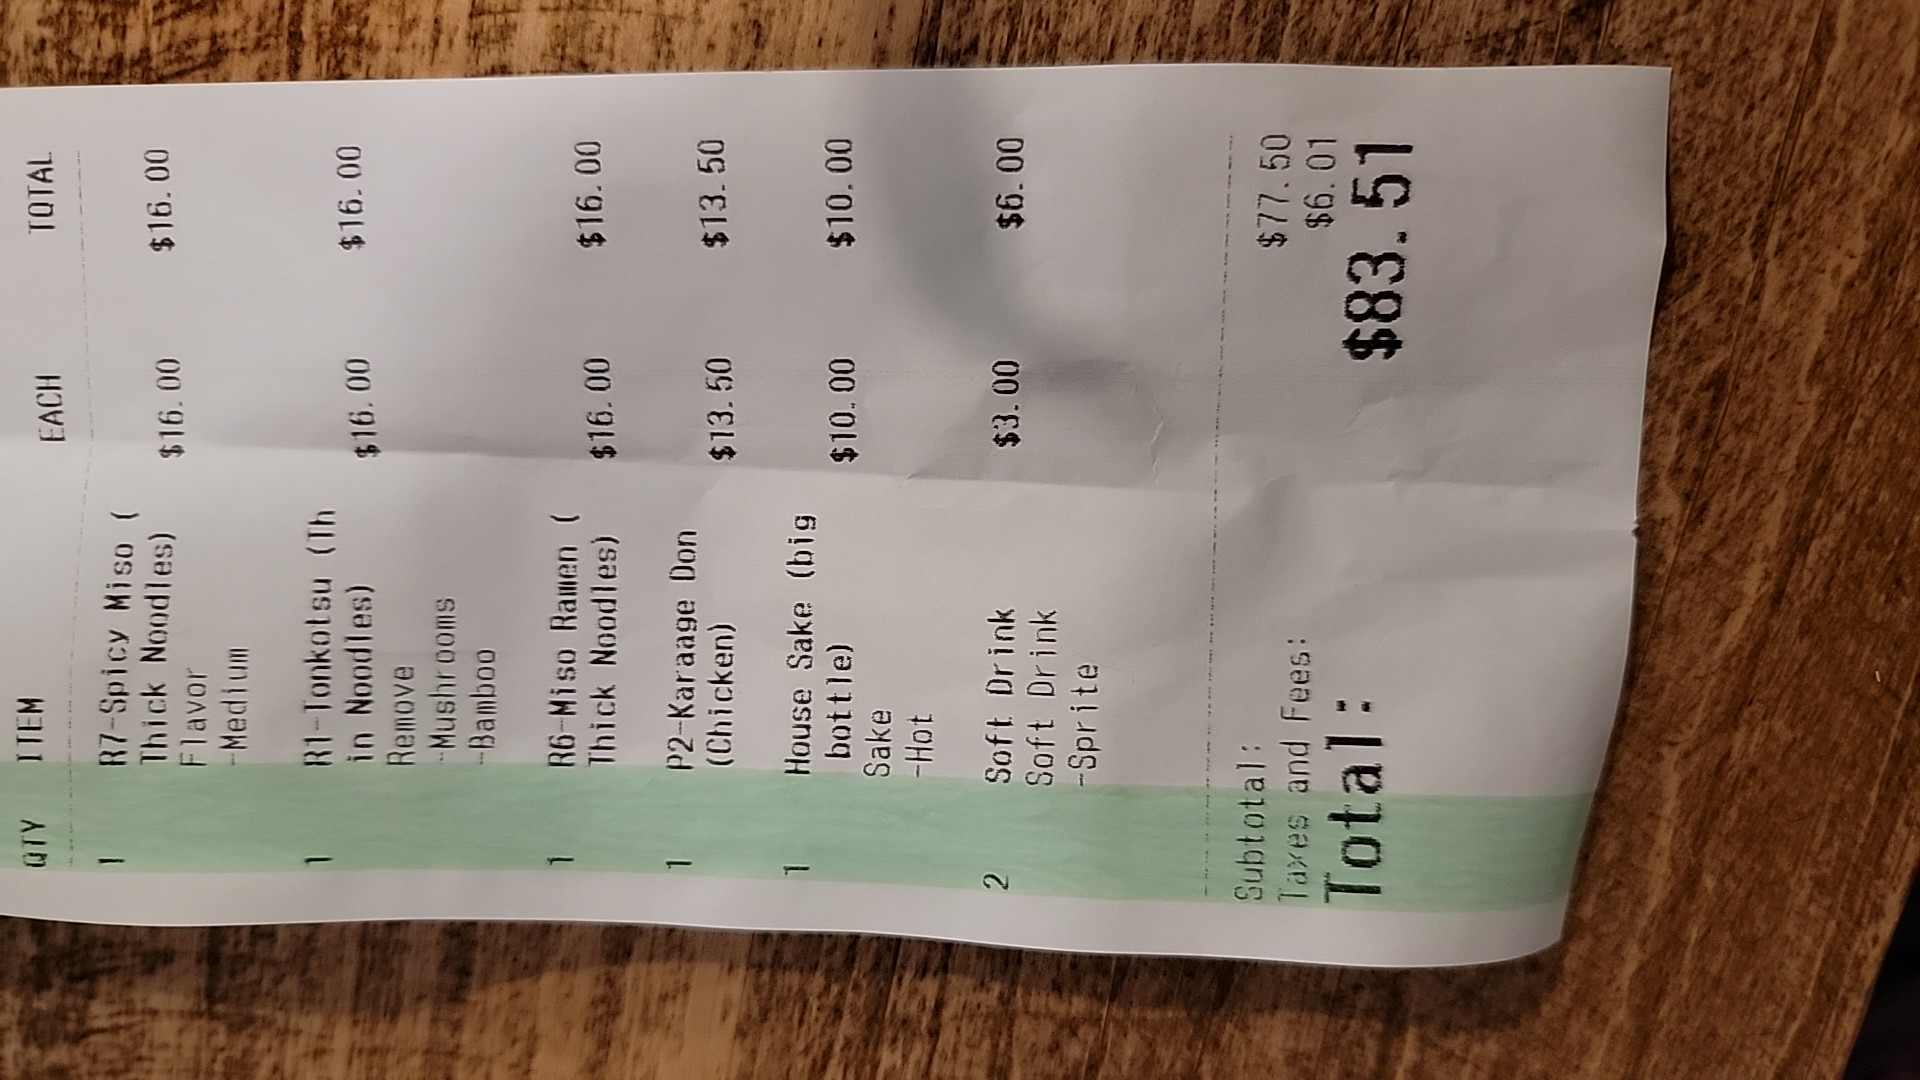 QTY ITEM EACH TOTAL
1 R7-Spicy Miso ( $16.00 $16.00
Thick Noodles)
Flavor
-Medium
1 R1-Tonkotsu (Th $16.00 $16.00
in Noodles)
Remove
-Mushrooms
-Bamboo
1 R6-Miso Ramen ( $16.00 $16.00
Thick Noodles)
1 P2-Karaage Don $13.50 $13.50
(Chicken)
1 House Sake (big $10.00 $10.00
bottle)
Sake
-Hot
2 Soft Drink $3.00 $6.00
Soft Drink
-Sprite
Subtotal: $77.50
Taxes and Fees: $6.01
Total: $83.51